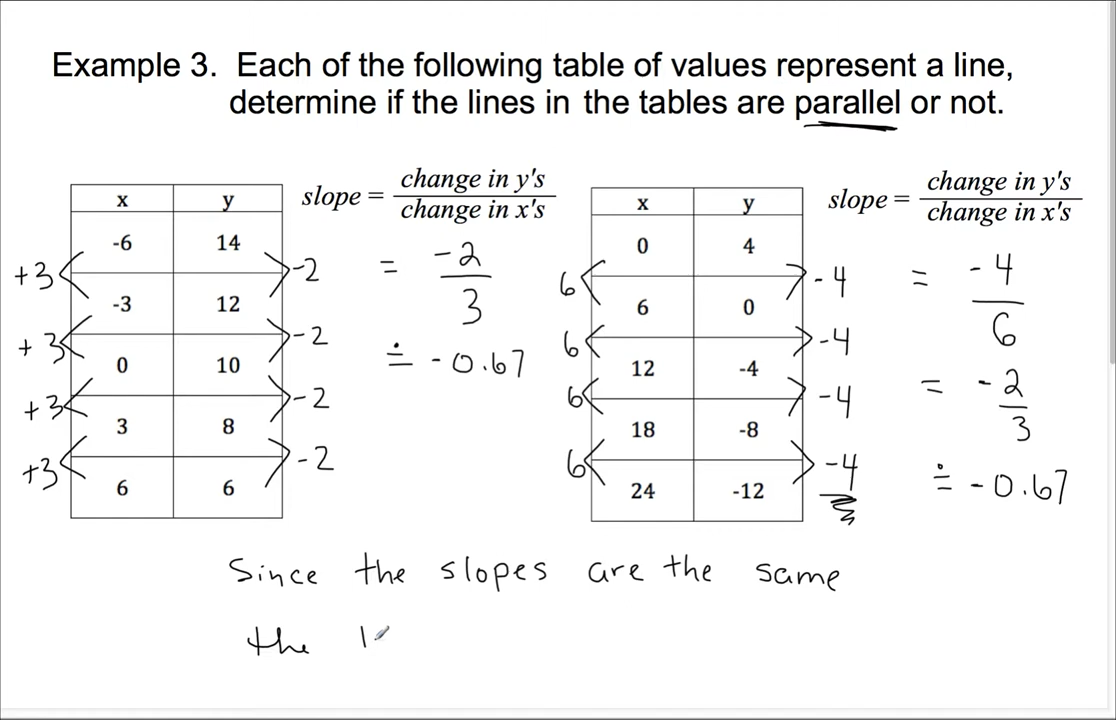 Example 3. Each of the following table of values represent a line,
determine if the lines in the tables are parallel or not.
x y
-6 14
-3 12
0 10
3 8
6 6
+3
+3
+3
+3
-2
-2
-2
-2
slope = change in y's / change in x's
= -2 / 3
≐ -0.67
x y
0 4
6 0
12 -4
18 -8
24 -12
6
6
6
6
-4
-4
-4
-4
slope = change in y's / change in x's
= -4 / 6
= -2 / 3
≐ -0.67
Since the slopes are the same
the